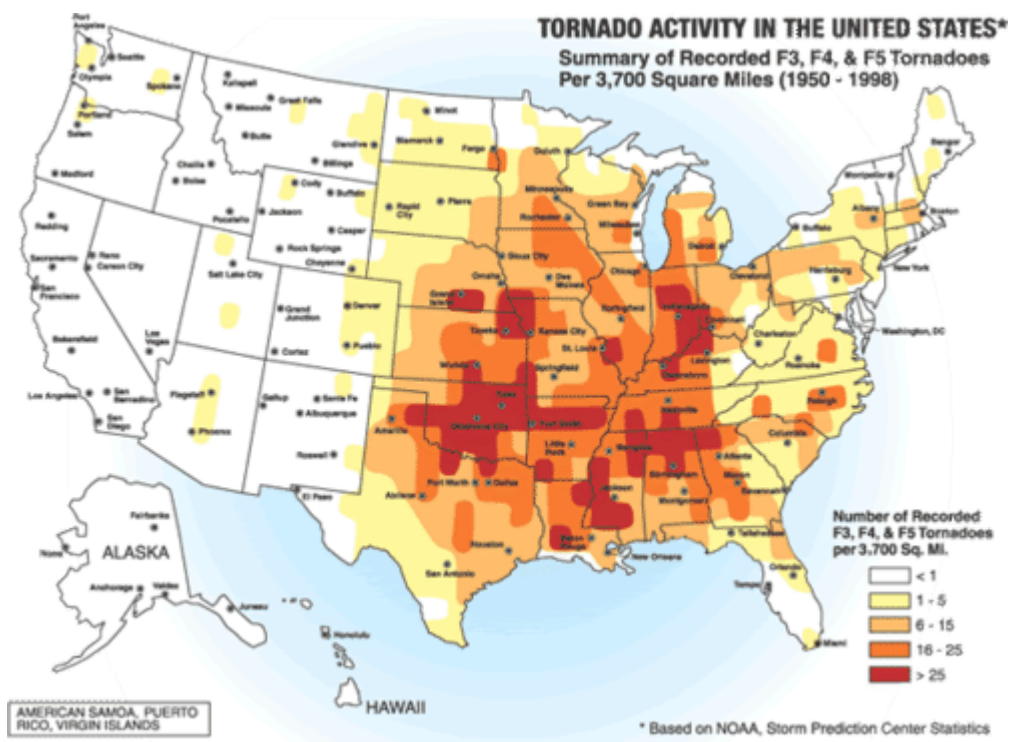 TORNADO ACTIVITY IN THE UNITED STATES*
Summary of Recorded F3, F4, & F5 Tornadoes
Per 3,700 Square Miles (1950 - 1998)
Port
Angeles
Seattle
Olympia
Spokane
Portland
Salem
Medford
Kalispell
Great Falls
Missoula
Butte
Glendive
Billings
Challis
Boise
Pocatello
Cody
Buffalo
Jackson
Casper
Rock Springs
Cheyenne
Minot
Bismarck
Fargo
Duluth
Rapid
City
Pierre
Minneapolis
Rochester
Green Bay
Milwaukee
Detroit
Chicago
Sioux City
Omaha
Des
Moines
Grand
Island
Redding
Reno
Carson City
Sacramento
San
Francisco
Bakersfield
Las
Vegas
Los Angeles
San
Bernadino
San
Diego
Salt Lake City
Grand
Junction
Cortez
Denver
Pueblo
Flagstaff
Phoenix
Gallup
Santa Fe
Albuquerque
Roswell
El Paso
Topeka
Kansas City
Wichita
St. Louis
Springfield
Springfield
Indianapolis
Cincinnati
Cleveland
Lexington
Owensboro
Charleston
Roanoke
Tulsa
Oklahoma City
Fort Smith
Amarillo
Little
Rock
Memphis
Nashville
Fort Worth
Dallas
Abilene
Houston
San Antonio
Jackson
Baton
Rouge
New Orleans
Birmingham
Montgomery
Atlanta
Macon
Savannah
Columbia
Raleigh
Tallahassee
Orlando
Tampa
Miami
Bangor
Montpelier
Albany
Boston
Buffalo
New York
Harrisburg
Washington, DC
Fairbanks
Nome
ALASKA
Anchorage
Valdez
Juneau
Honolulu
HAWAII
Number of Recorded
F3, F4, & F5 Tornadoes
per 3,700 Sq. Mi.
< 1
1 - 5
6 - 15
16 - 25
> 25
AMERICAN SAMOA, PUERTO
RICO, VIRGIN ISLANDS
* Based on NOAA, Storm Prediction Center Statistics